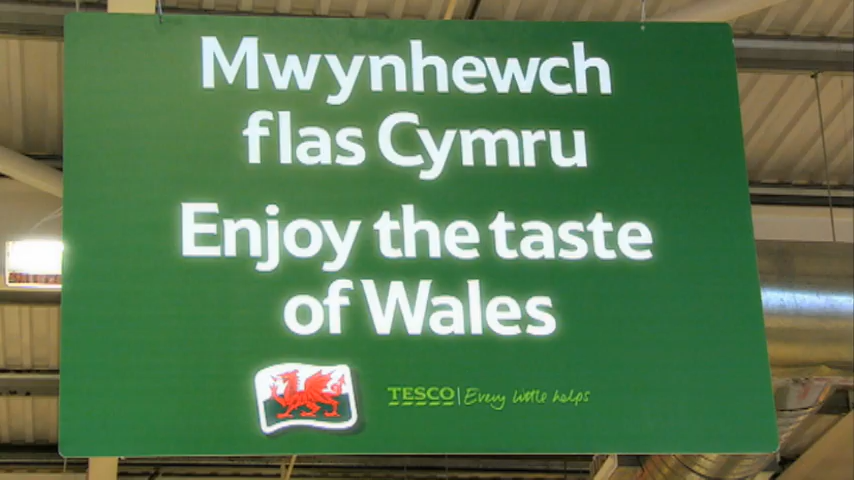 Mwynhewch
flas Cymru
Enjoy the taste
of Wales
TESCO | Every little helps